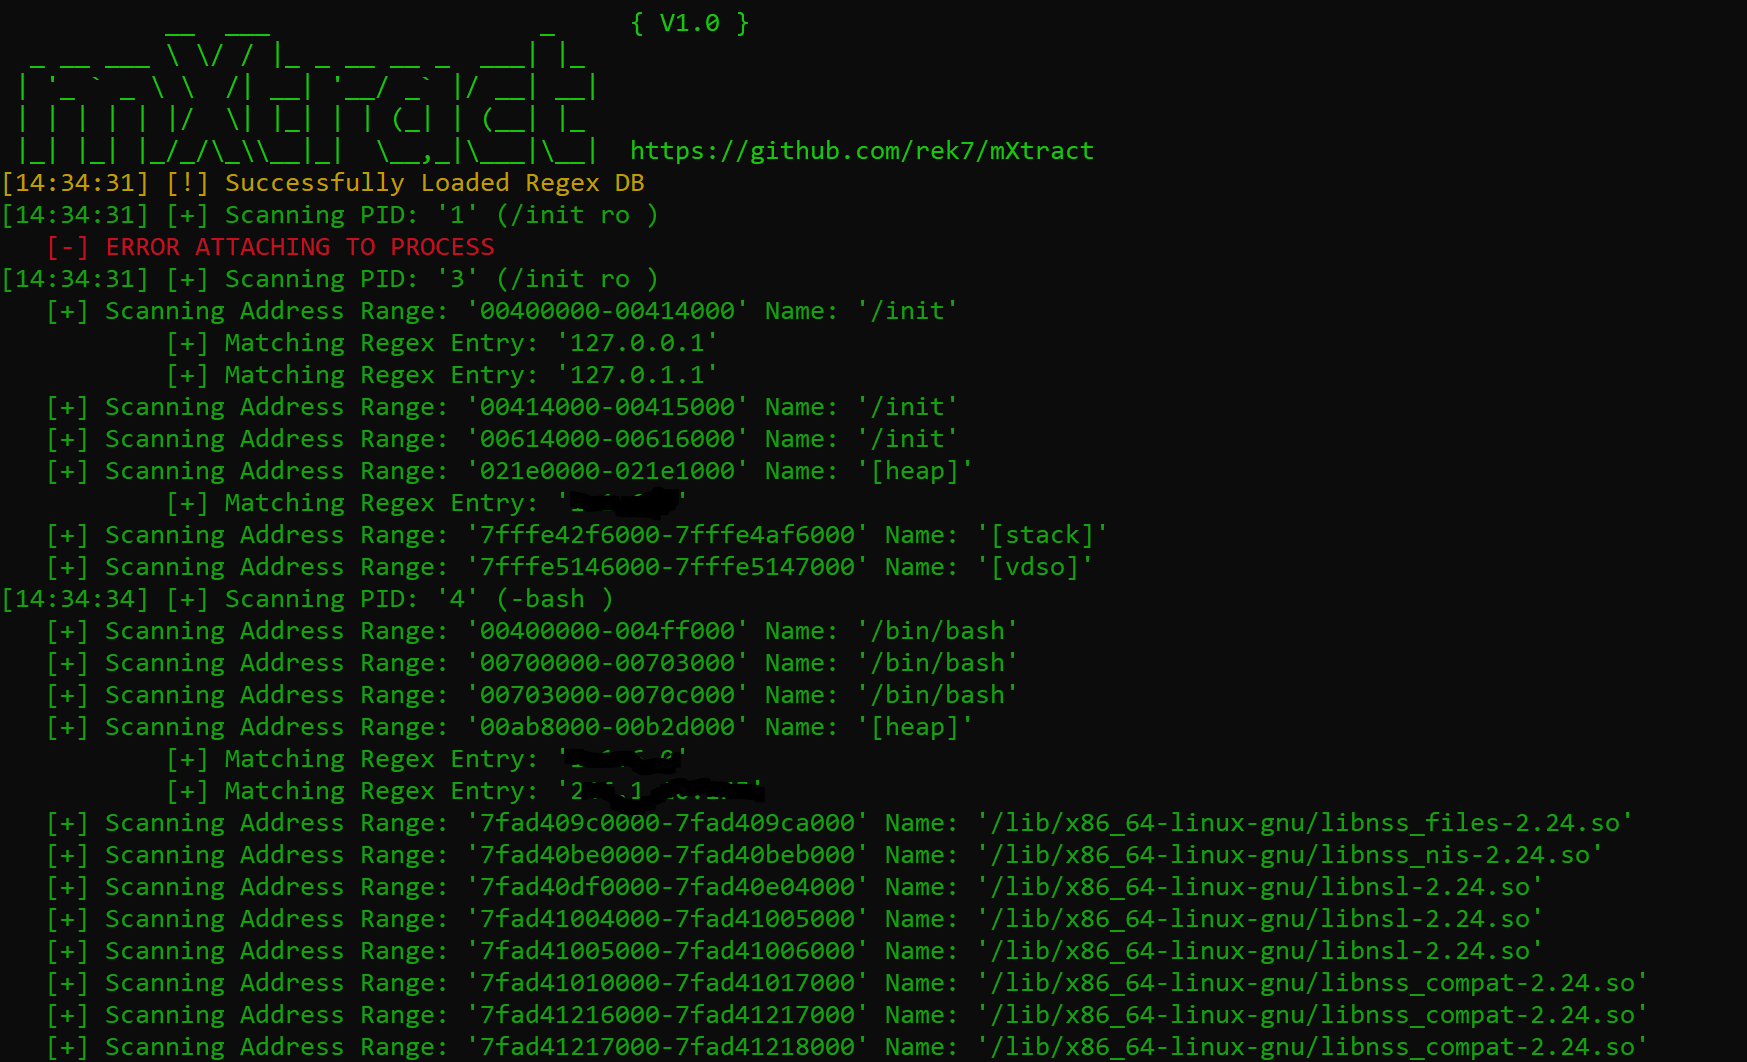 { V1.0 }
mXtract
https://github.com/rek7/mXtract
[14:34:31] [!] Successfully Loaded Regex DB
[14:34:31] [+] Scanning PID: '1' (/init ro )
[-] ERROR ATTACHING TO PROCESS
[14:34:31] [+] Scanning PID: '3' (/init ro )
[+] Scanning Address Range: '00400000-00414000' Name: '/init'
[+] Matching Regex Entry: '127.0.0.1'
[+] Matching Regex Entry: '127.0.1.1'
[+] Scanning Address Range: '00414000-00415000' Name: '/init'
[+] Scanning Address Range: '00614000-00616000' Name: '/init'
[+] Scanning Address Range: '021e0000-021e1000' Name: '[heap]'
[+] Matching Regex Entry: '
[+] Scanning Address Range: '7fffe42f6000-7fffe4af6000' Name: '[stack]'
[+] Scanning Address Range: '7fffe5146000-7fffe5147000' Name: '[vdso]'
[14:34:34] [+] Scanning PID: '4' (-bash )
[+] Scanning Address Range: '00400000-004ff000' Name: '/bin/bash'
[+] Scanning Address Range: '00700000-00703000' Name: '/bin/bash'
[+] Scanning Address Range: '00703000-0070c000' Name: '/bin/bash'
[+] Scanning Address Range: '00ab8000-00b2d000' Name: '[heap]'
[+] Matching Regex Entry:
[+] Matching Regex Entry:
[+] Scanning Address Range: '7fad409c0000-7fad409ca000' Name: '/lib/x86_64-linux-gnu/libnss_files-2.24.so'
[+] Scanning Address Range: '7fad40be0000-7fad40beb000' Name: '/lib/x86_64-linux-gnu/libnss_nis-2.24.so'
[+] Scanning Address Range: '7fad40df0000-7fad40e04000' Name: '/lib/x86_64-linux-gnu/libnsl-2.24.so'
[+] Scanning Address Range: '7fad41004000-7fad41005000' Name: '/lib/x86_64-linux-gnu/libnsl-2.24.so'
[+] Scanning Address Range: '7fad41005000-7fad41006000' Name: '/lib/x86_64-linux-gnu/libnsl-2.24.so'
[+] Scanning Address Range: '7fad41010000-7fad41017000' Name: '/lib/x86_64-linux-gnu/libnss_compat-2.24.so'
[+] Scanning Address Range: '7fad41216000-7fad41217000' Name: '/lib/x86_64-linux-gnu/libnss_compat-2.24.so'
[+] Scanning Address Range: '7fad41217000-7fad41218000' Name: '/lib/x86_64-linux-gnu/libnss_compat-2.24.so'